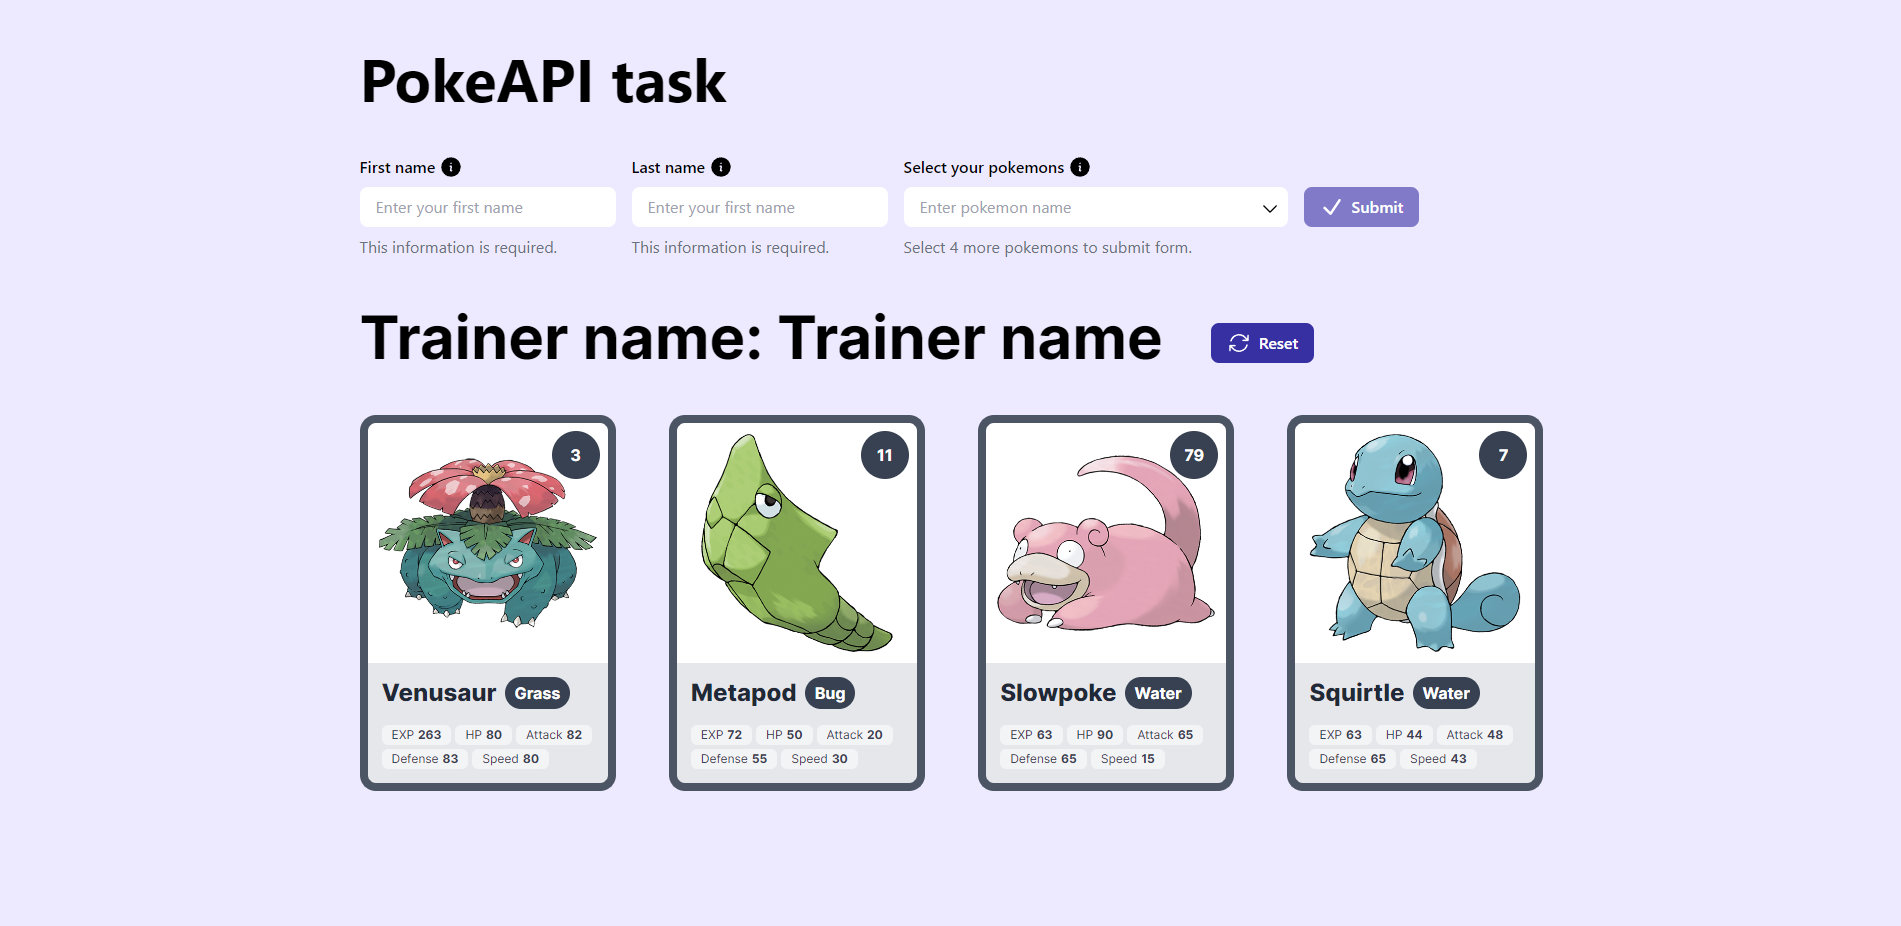 PokeAPI task
First name i Last name i Select your pokemons i
Enter your first name Enter your first name Enter pokemon name Submit
This information is required. This information is required. Select 4 more pokemons to submit form.
Trainer name: Trainer name Reset
3 11 79 7
Venusaur Grass
EXP 263 HP 80 Attack 82
Defense 83 Speed 80
Metapod Bug
EXP 72 HP 50 Attack 20
Defense 55 Speed 30
Slowpoke Water
EXP 63 HP 90 Attack 65
Defense 65 Speed 15
Squirtle Water
EXP 63 HP 44 Attack 48
Defense 65 Speed 43